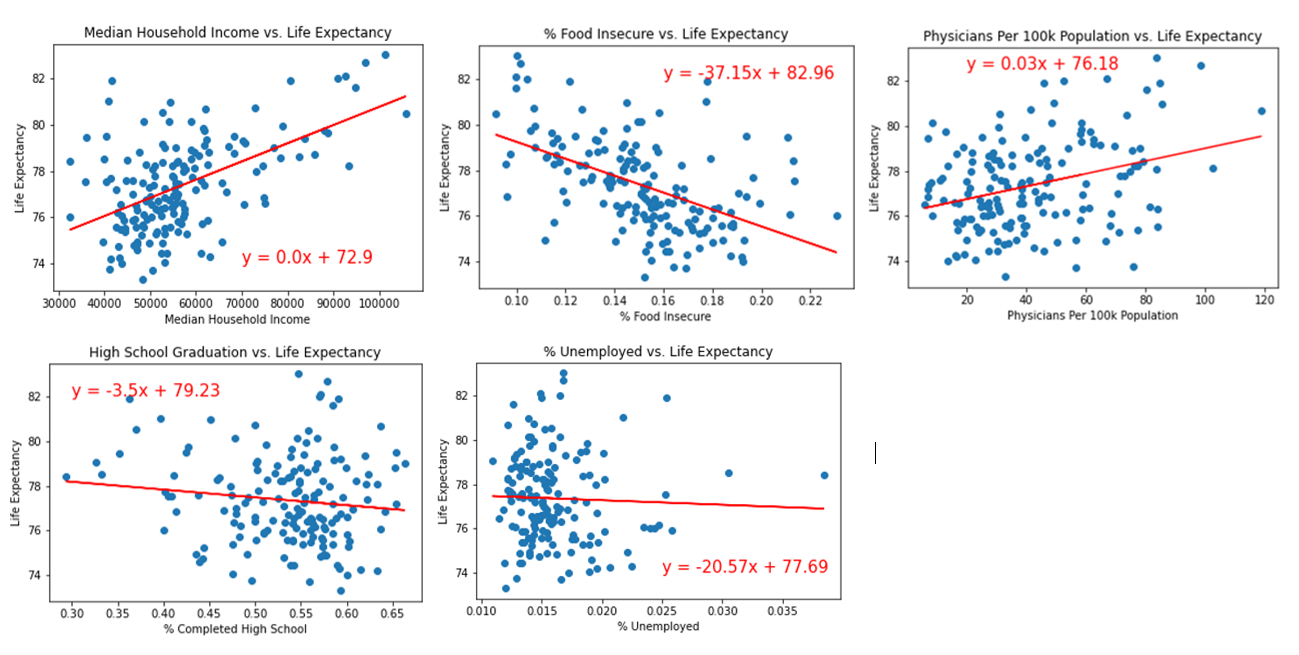 Median Household Income vs. Life Expectancy
82
80
78
76
74
Life Expectancy
y = 0.0x + 72.9
30000 40000 50000 60000 70000 80000 90000 100000
Median Household Income
% Food Insecure vs. Life Expectancy
y = -37.15x + 82.96
82
80
78
76
74
Life Expectancy
0.10 0.12 0.14 0.16 0.18 0.20 0.22
% Food Insecure
Physicians Per 100k Population vs. Life Expectancy
y = 0.03x + 76.18
82
80
78
76
74
Life Expectancy
20 40 60 80 100 120
Physicians Per 100k Population
High School Graduation vs. Life Expectancy
y = -3.5x + 79.23
82
80
78
76
74
Life Expectancy
0.30 0.35 0.40 0.45 0.50 0.55 0.60 0.65
% Completed High School
% Unemployed vs. Life Expectancy
82
80
78
76
74
Life Expectancy
y = -20.57x + 77.69
0.010 0.015 0.020 0.025 0.030 0.035
% Unemployed